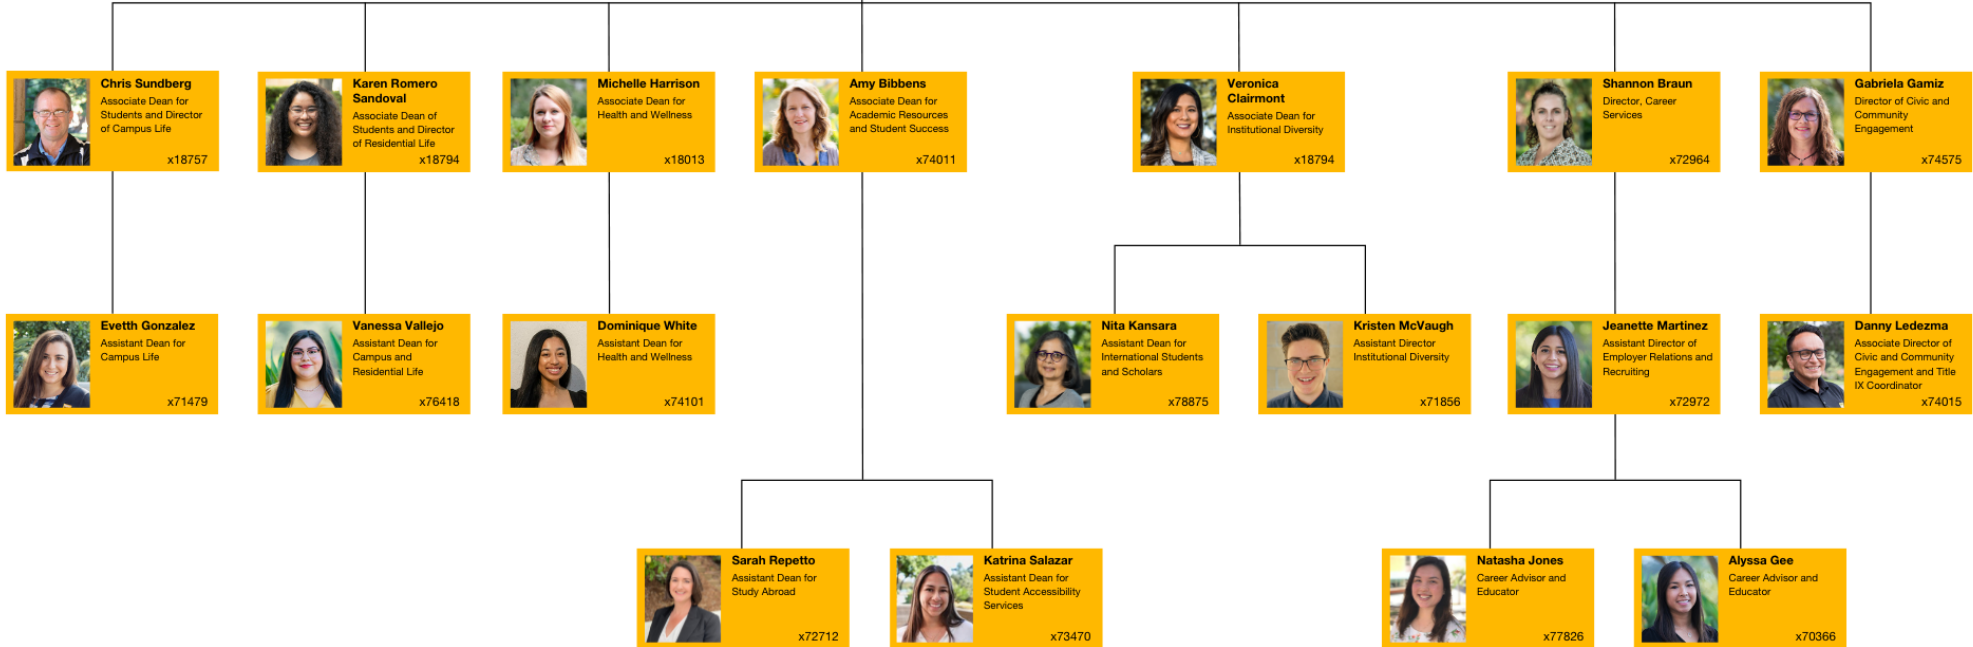 Chris Sundberg
Associate Dean for
Students and Director
of Campus Life
x18757
Karen Romero
Sandoval
Associate Dean of
Students and Director
of Residential Life
x18794
Michelle Harrison
Associate Dean for
Health and Wellness
x18013
Amy Bibbens
Associate Dean for
Academic Resources
and Student Success
x74011
Veronica
Clairmont
Associate Dean for
Institutional Diversity
x18794
Shannon Braun
Director, Career
Services
x72964
Gabriela Gamiz
Director of Civic and
Community
Engagement
x74575
Evetth Gonzalez
Assistant Dean for
Campus Life
x71479
Vanessa Vallejo
Assistant Dean for
Campus and
Residential Life
x76418
Dominique White
Assistant Dean for
Health and Wellness
x74101
Nita Kansara
Assistant Dean for
International Students
and Scholars
x78875
Kristen McVaugh
Assistant Director
Institutional Diversity
x71856
Jeanette Martinez
Assistant Director of
Employer Relations and
Recruiting
x72972
Danny Ledezma
Associate Director of
Civic and Community
Engagement and Title
IX Coordinator
x74015
Sarah Repetto
Assistant Dean for
Study Abroad
x72712
Katrina Salazar
Assistant Dean for
Student Accessibility
Services
x73470
Natasha Jones
Career Advisor and
Educator
x77826
Alyssa Gee
Career Advisor and
Educator
x70366